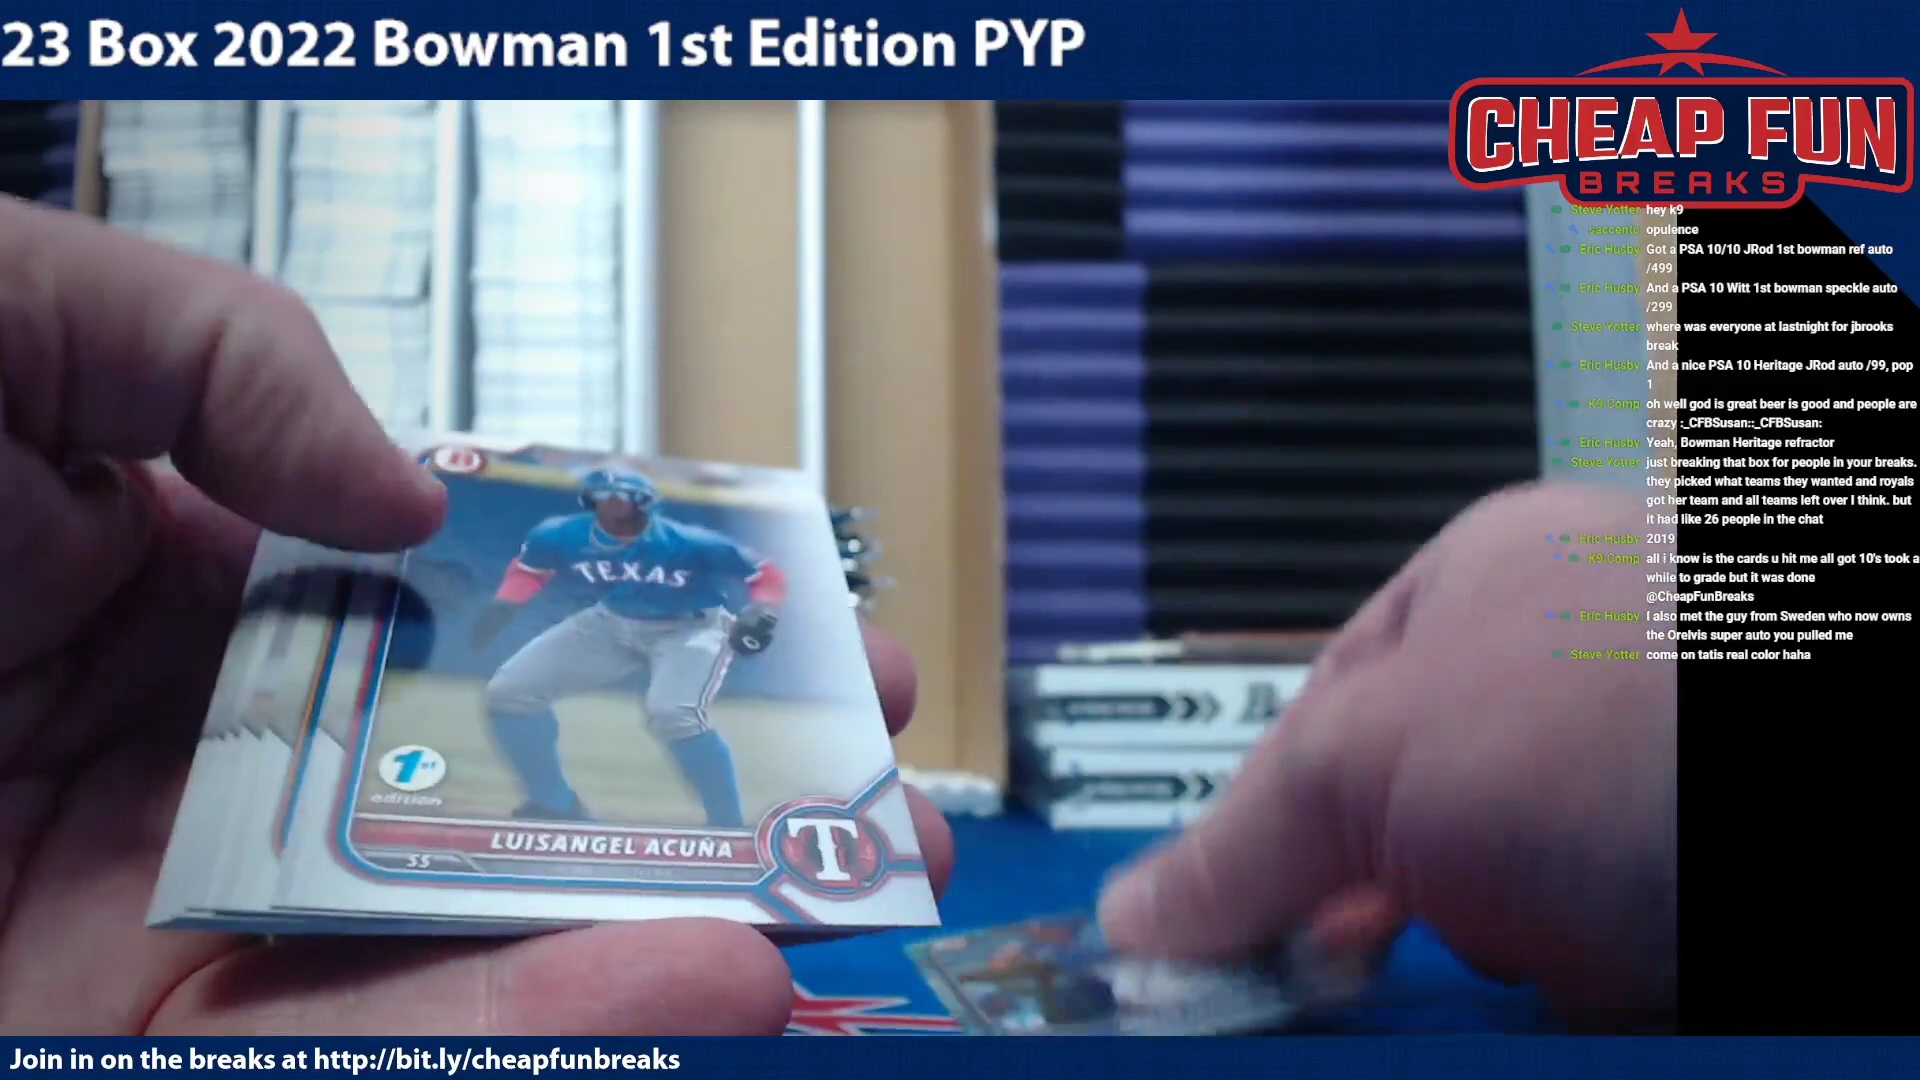 23 Box 2022 Bowman 1st Edition PYP
CHEAP FUN
BREAKS
Steve Yotter hey k9
saccento opulence
Eric Husby Got a PSA 10/10 JRod 1st bowman ref auto
/499
Eric Husby And a PSA 10 Witt 1st bowman speckle auto
/299
Steve Yotter where was everyone at lastnight for jbrooks
break
Eric Husby And a nice PSA 10 Heritage JRod auto /99, pop
1
K9 Comp oh well god is great beer is good and people are
crazy :_CFBSusan::_CFBSusan:
Eric Husby Yeah, Bowman Heritage refractor
Steve Yotter just breaking that box for people in your breaks.
they picked what teams they wanted and royals
got her team and all teams left over I think. but
it had like 26 people in the chat
Eric Husby 2019
K9 Comp all i know is the cards u hit me all got 10's took a
while to grade but it was done
@CheapFunBreaks
Eric Husby I also met the guy from Sweden who now owns
the Orelvis super auto you pulled me
Steve Yotter come on tatis real color haha
B
TEXAS
1st
edition
LUISANGEL ACUÑA
SS
T
Join in on the breaks at http://bit.ly/cheapfunbreaks